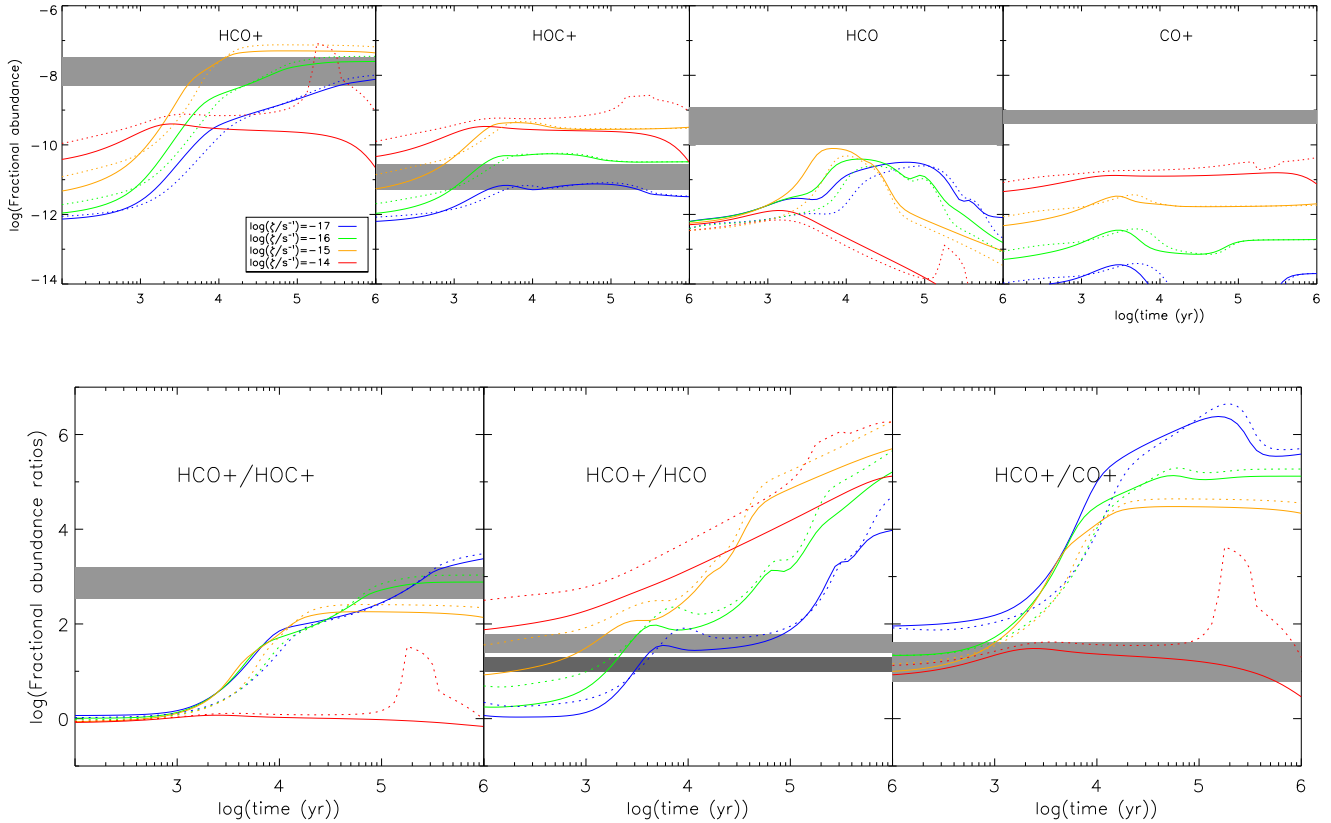 HCO+
HOC+
HCO
CO+
log(Fractional abundance)
−6
−8
−10
−12
−14
log(ζ/s⁻¹)=−17
log(ζ/s⁻¹)=−16
log(ζ/s⁻¹)=−15
log(ζ/s⁻¹)=−14
3 4 5 6 3 4 5 6 3 4 5 6 3 4 5 6
log(time (yr))
HCO+/HOC+
HCO+/HCO
HCO+/CO+
log(Fractional abundance ratios)
6
4
2
0
3 4 5 6 3 4 5 6 3 4 5 6
log(time (yr))
log(time (yr))
log(time (yr))